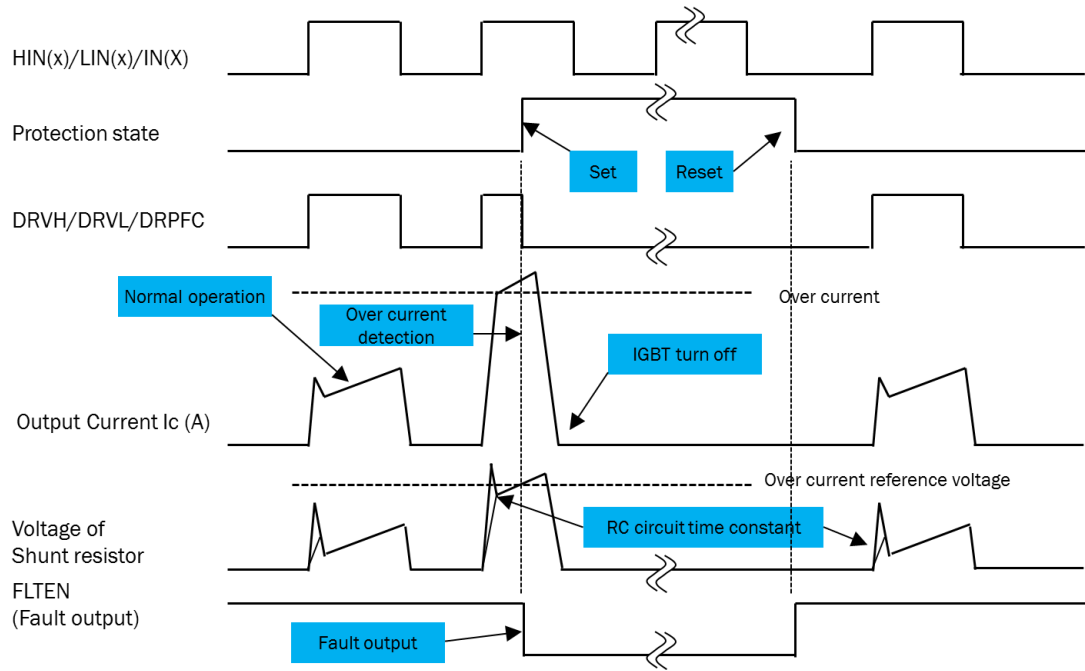 HIN(x)/LIN(x)/IN(X)
Protection state
Set
Reset
DRVH/DRVL/DRPFC
Normal operation
Over current
Over current
detection
IGBT turn off
Output Current Ic (A)
Over current reference voltage
RC circuit time constant
Voltage of
Shunt resistor
FLTEN
(Fault output)
Fault output